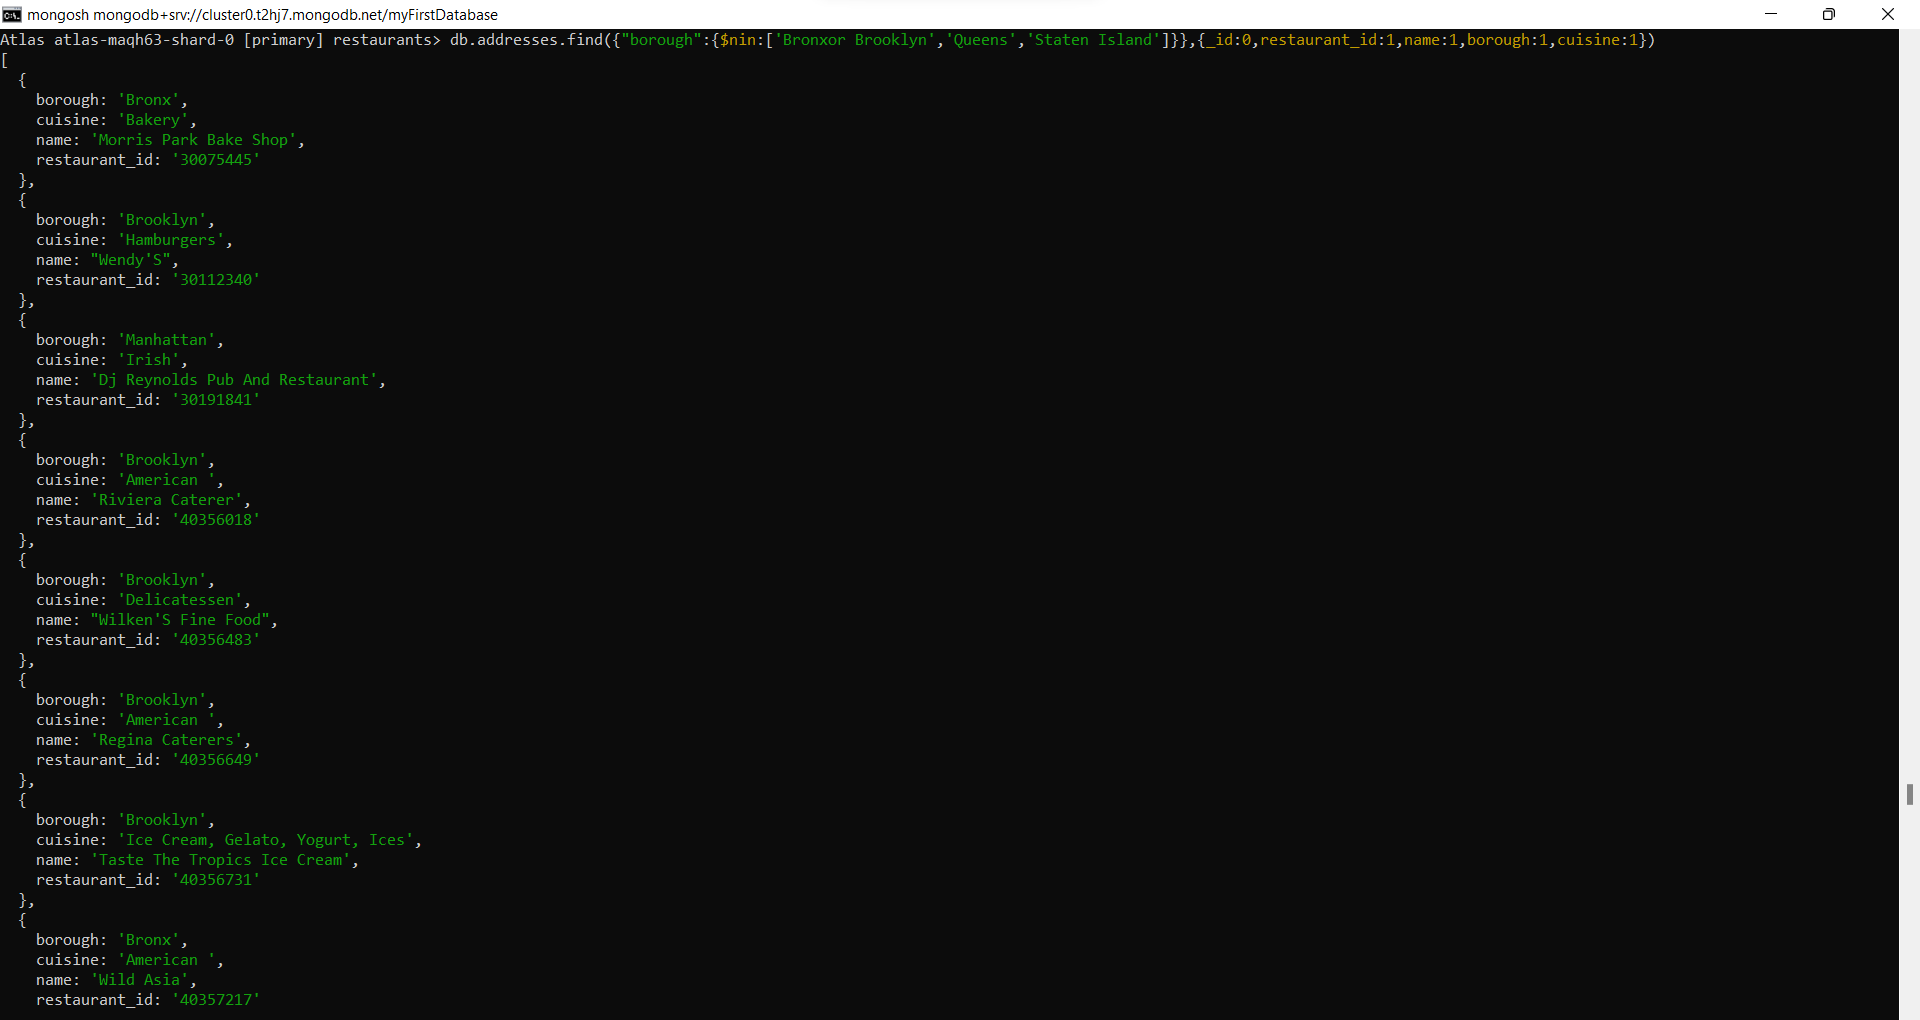 mongosh mongodb+srv://cluster0.t2hj7.mongodb.net/myFirstDatabase
Atlas atlas-maqh63-shard-0 [primary] restaurants> db.addresses.find({"borough":{$nin:['Bronxor Brooklyn','Queens','Staten Island']}},{_id:0,restaurant_id:1,name:1,borough:1,cuisine:1})
[
  {
    borough: 'Bronx',
    cuisine: 'Bakery',
    name: 'Morris Park Bake Shop',
    restaurant_id: '30075445'
  },
  {
    borough: 'Brooklyn',
    cuisine: 'Hamburgers',
    name: "Wendy'S",
    restaurant_id: '30112340'
  },
  {
    borough: 'Manhattan',
    cuisine: 'Irish',
    name: 'Dj Reynolds Pub And Restaurant',
    restaurant_id: '30191841'
  },
  {
    borough: 'Brooklyn',
    cuisine: 'American ',
    name: 'Riviera Caterer',
    restaurant_id: '40356018'
  },
  {
    borough: 'Brooklyn',
    cuisine: 'Delicatessen',
    name: "Wilken'S Fine Food",
    restaurant_id: '40356483'
  },
  {
    borough: 'Brooklyn',
    cuisine: 'American ',
    name: 'Regina Caterers',
    restaurant_id: '40356649'
  },
  {
    borough: 'Brooklyn',
    cuisine: 'Ice Cream, Gelato, Yogurt, Ices',
    name: 'Taste The Tropics Ice Cream',
    restaurant_id: '40356731'
  },
  {
    borough: 'Bronx',
    cuisine: 'American ',
    name: 'Wild Asia',
    restaurant_id: '40357217'